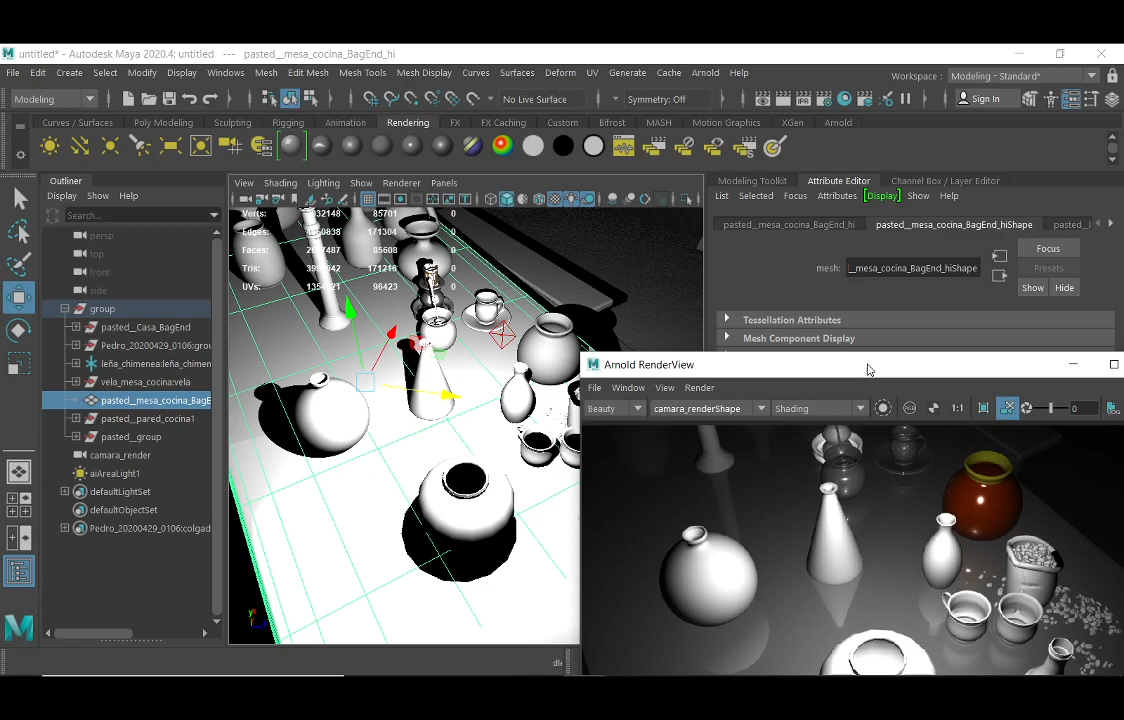 untitled* - Autodesk Maya 2020.4: untitled --- pasted__mesa_cocina_BagEnd_hi
File Edit Create Select Modify Display Windows Mesh Edit Mesh Mesh Tools Mesh Display Curves Surfaces Deform UV Generate Cache Arnold Help
Workspace : Modeling - Standard*
Modeling No Live Surface Symmetry: Off IPR Sign In
Curves / Surfaces Poly Modeling Sculpting Rigging Animation Rendering FX FX Caching Custom Bifrost MASH Motion Graphics XGen Arnold
Outliner
Display Show Help
Search...
persp
top
front
side
group
pasted__Casa_BagEnd
Pedro_20200429_0106:grou
leña_chimenea:leña_chimen
vela_mesa_cocina:vela
pasted__mesa_cocina_BagE
pasted__pared_cocina1
pasted__group
camara_render
aiAreaLight1
defaultLightSet
defaultObjectSet
Pedro_20200429_0106:colgad
View Shading Lighting Show Renderer Panels
Verts: 85701 0
Edges: 171304 0
Faces: 85608 0
Tris: 171216 0
UVs: 96423 0
Modeling Toolkit Attribute Editor Channel Box / Layer Editor
List Selected Focus Attributes Display Show Help
pasted__mesa_cocina_BagEnd_hi pasted__mesa_cocina_BagEnd_hiShape pasted_
Focus
mesh: _mesa_cocina_BagEnd_hiShape Presets
Show Hide
Tessellation Attributes
Mesh Component Display
Arnold RenderView
File Window View Render
Beauty camara_renderShape Shading RGB 1:1 0